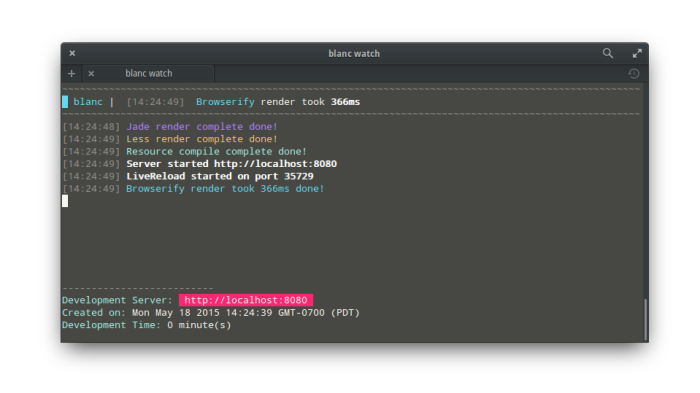 blanc watch
blanc watch
blanc | [14:24:49] Browserify render took 366ms
[14:24:48] Jade render complete done!
[14:24:49] Less render complete done!
[14:24:49] Resource compile complete done!
[14:24:49] Server started http://localhost:8080
[14:24:49] LiveReload started on port 35729
[14:24:49] Browserify render took 366ms done!
--------------------------
Development Server: http://localhost:8080
Created on: Mon May 18 2015 14:24:39 GMT-0700 (PDT)
Development Time: 0 minute(s)